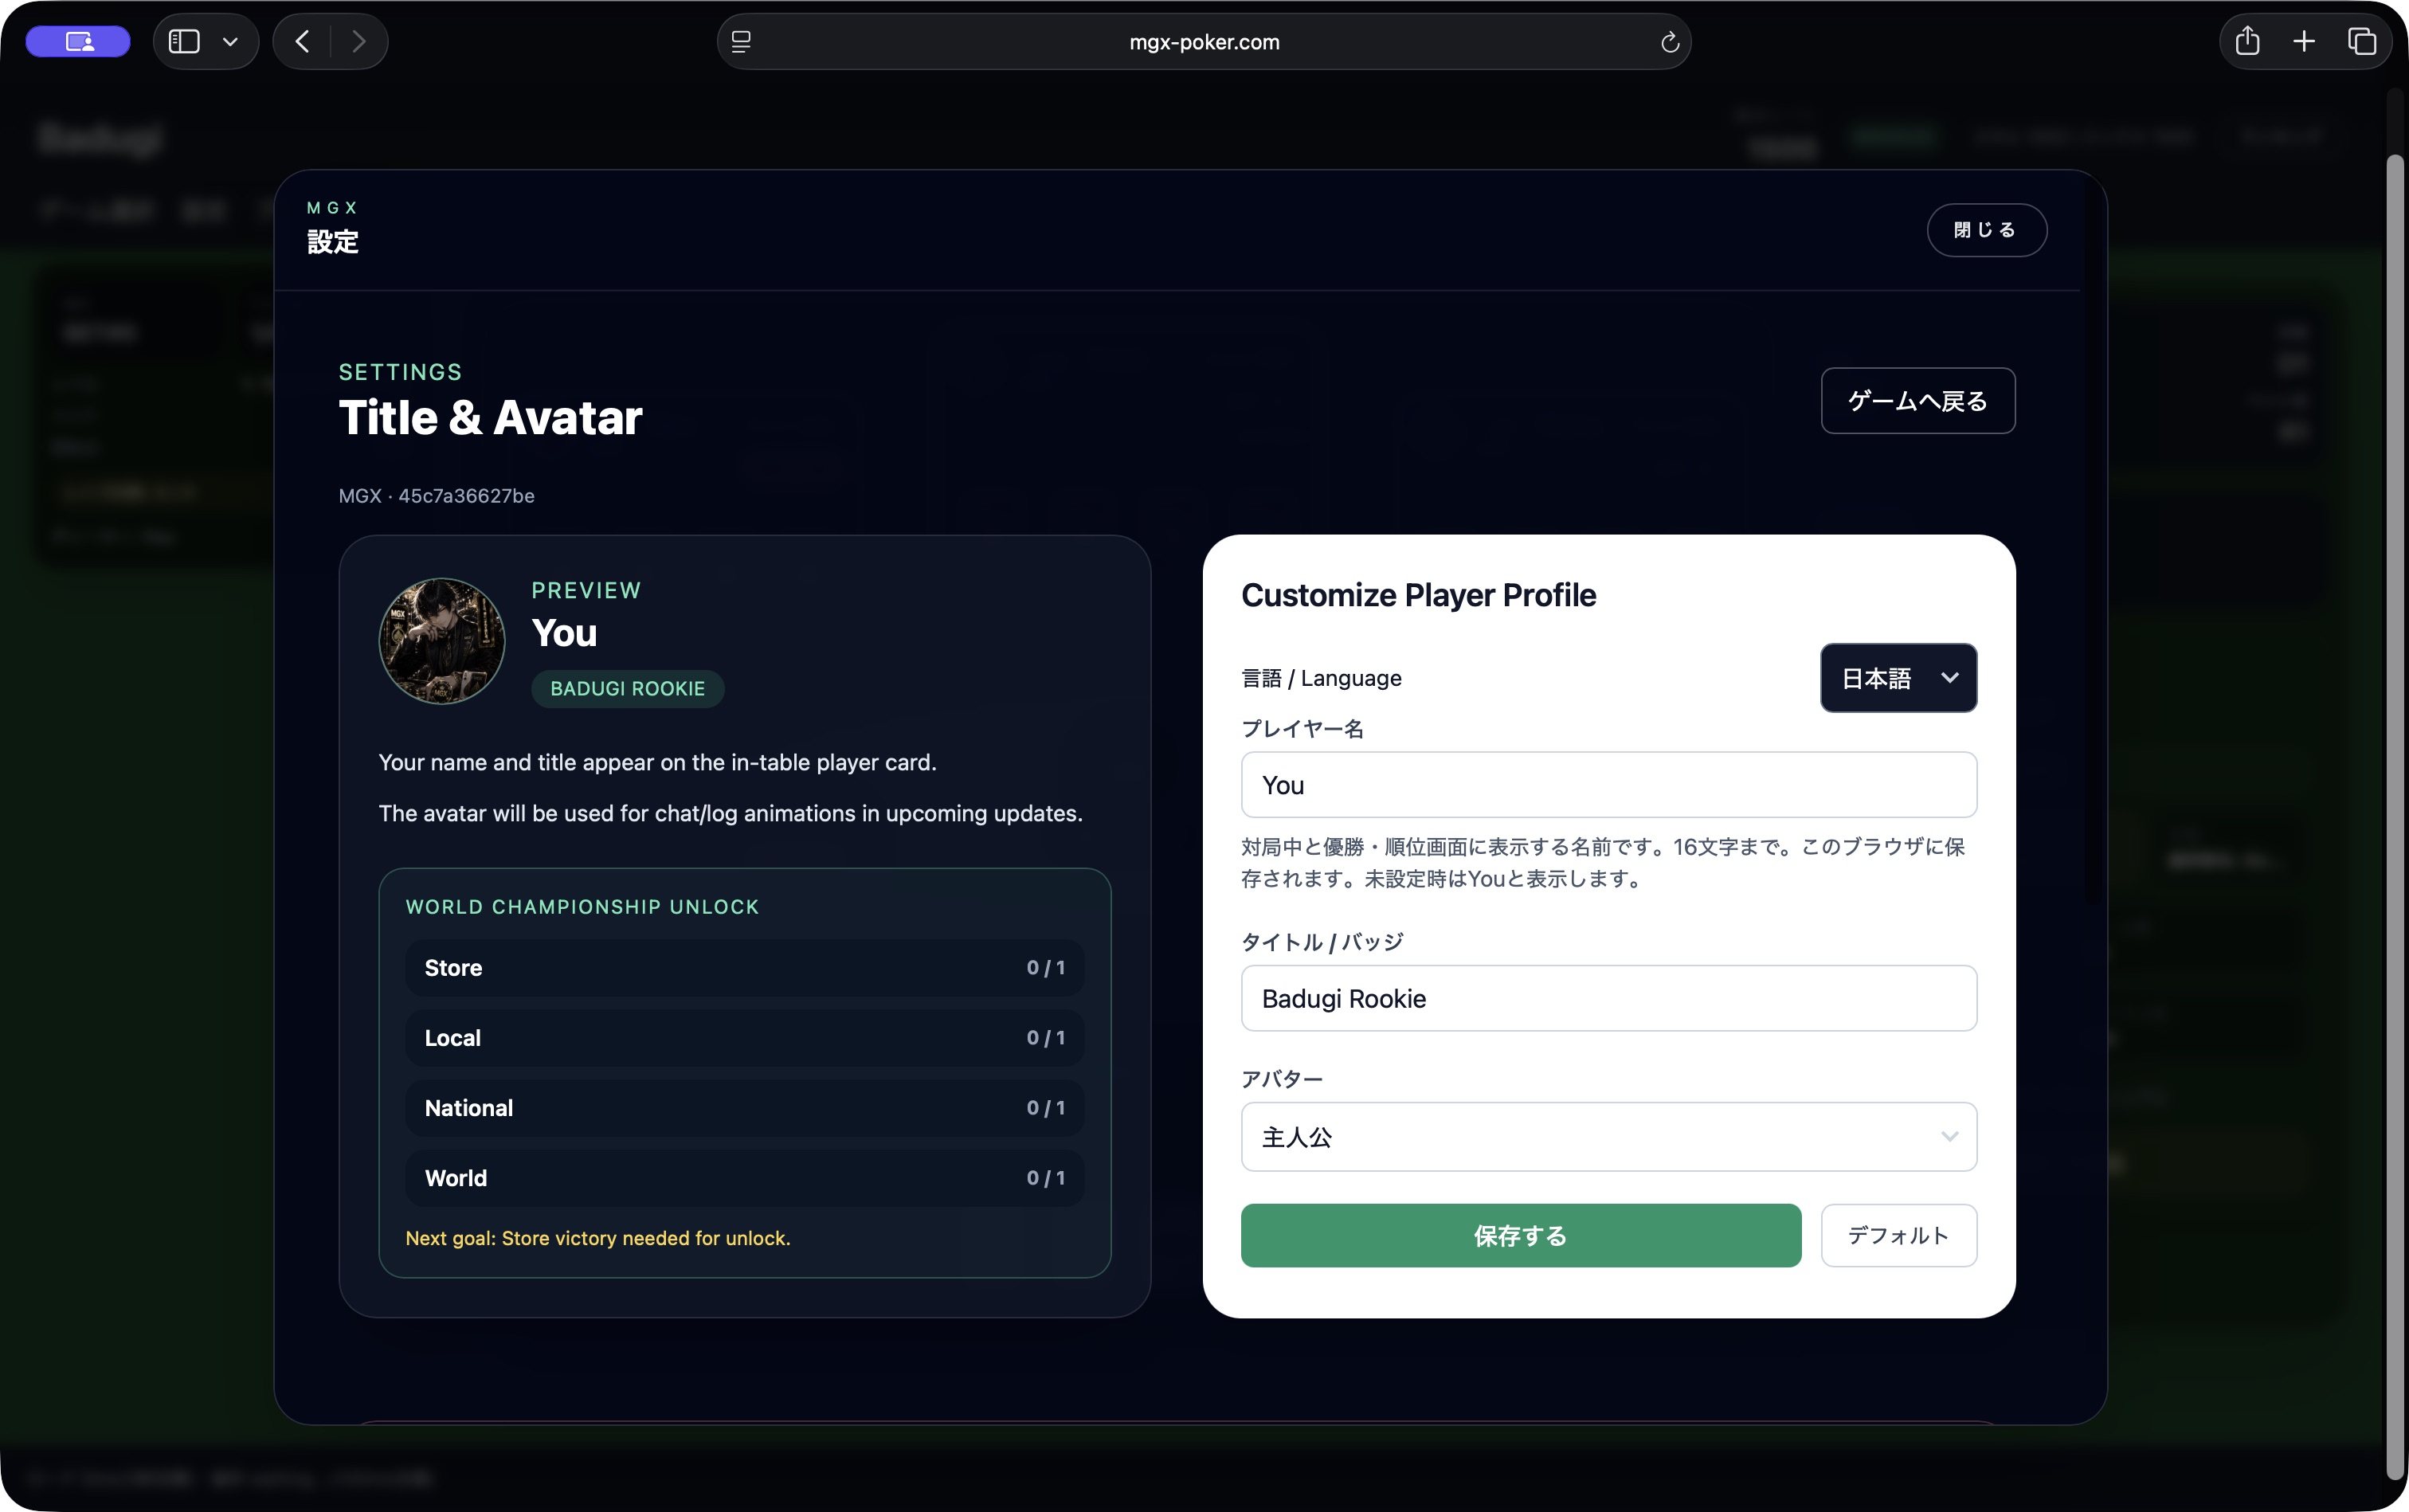 mgx-poker.com
Badugi
MGX
設定
閉じる
SETTINGS
Title & Avatar
ゲームへ戻る
MGX · 45c7a36627be
PREVIEW
You
BADUGI ROOKIE
Your name and title appear on the in-table player card.
The avatar will be used for chat/log animations in upcoming updates.
WORLD CHAMPIONSHIP UNLOCK
Store 0 / 1
Local 0 / 1
National 0 / 1
World 0 / 1
Next goal: Store victory needed for unlock.
Customize Player Profile
言語 / Language
日本語
プレイヤー名
You
対局中と優勝・順位画面に表示する名前です。16文字まで。このブラウザに保
存されます。未設定時はYouと表示します。
タイトル / バッジ
Badugi Rookie
アバター
主人公
保存する
デフォルト